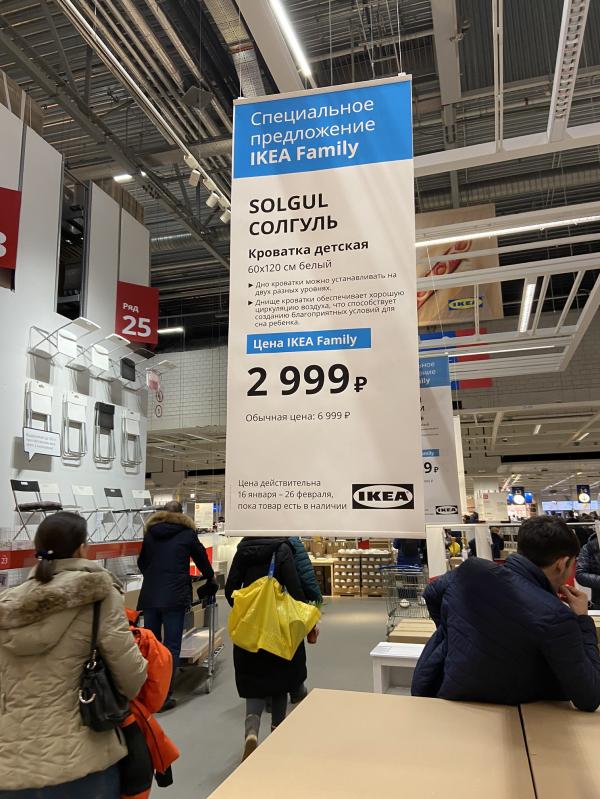 Специальное
предложение
IKEA Family
SOLGUL
СОЛГУЛЬ
Кроватка детская
60x120 см белый
▶ Дно кроватки можно устанавливать на
двух разных уровнях.
▶ Днище кроватки обеспечивает хорошую
циркуляцию воздуха, что способствует
созданию благоприятных условий для
сна ребенка.
Цена IKEA Family
2 999 ₽
Обычная цена: 6 999 ₽
Цена действительна
16 января – 26 февраля,
пока товар есть в наличии
IKEA
Ряд
25
IKEA
23